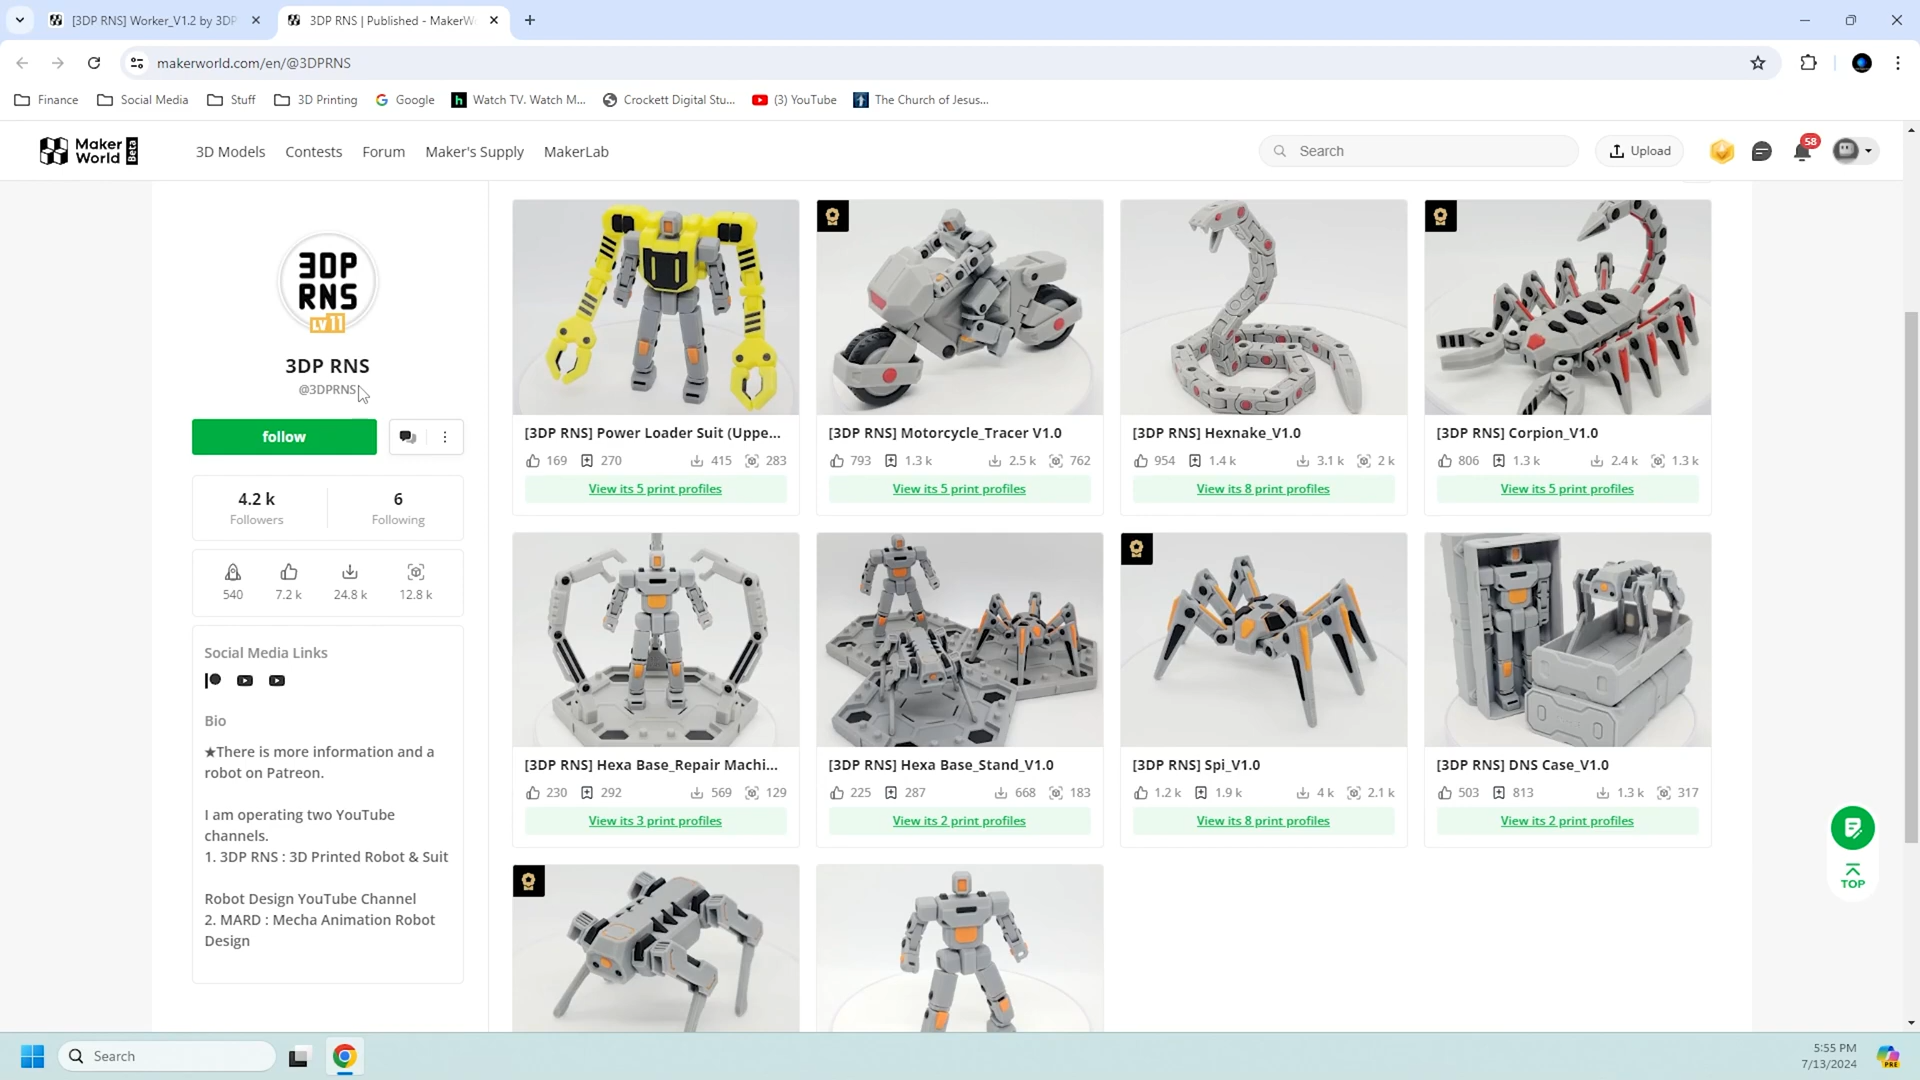 [3DP RNS] Worker_V1.2 by 3DP
3DP RNS | Published - MakerW
makerworld.com/en/@3DPRNS
Finance
Social Media
Stuff
3D Printing
Google
Watch TV. Watch M...
Crockett Digital Stu...
(3) YouTube
The Church of Jesus...
Maker World Beta
3D Models
Contests
Forum
Maker's Supply
MakerLab
Search
Upload
58
3DP
RNS
LV11
3DP RNS
@3DPRNS
follow
4.2 k
Followers
6
Following
540
7.2 k
24.8 k
12.8 k
Social Media Links
Bio
★There is more information and a
robot on Patreon.
I am operating two YouTube
channels.
1. 3DP RNS : 3D Printed Robot & Suit
Robot Design YouTube Channel
2. MARD : Mecha Animation Robot
Design
[3DP RNS] Power Loader Suit (Uppe...
169 270 415 283
View its 5 print profiles
[3DP RNS] Motorcycle_Tracer V1.0
793 1.3 k 2.5 k 762
View its 5 print profiles
[3DP RNS] Hexnake_V1.0
954 1.4 k 3.1 k 2 k
View its 8 print profiles
[3DP RNS] Corpion_V1.0
806 1.3 k 2.4 k 1.3 k
View its 5 print profiles
[3DP RNS] Hexa Base_Repair Machi...
230 292 569 129
View its 3 print profiles
[3DP RNS] Hexa Base_Stand_V1.0
225 287 668 183
View its 2 print profiles
[3DP RNS] Spi_V1.0
1.2 k 1.9 k 4 k 2.1 k
View its 8 print profiles
[3DP RNS] DNS Case_V1.0
503 813 1.3 k 317
View its 2 print profiles
TOP
Search
5:55 PM
7/13/2024
PRE